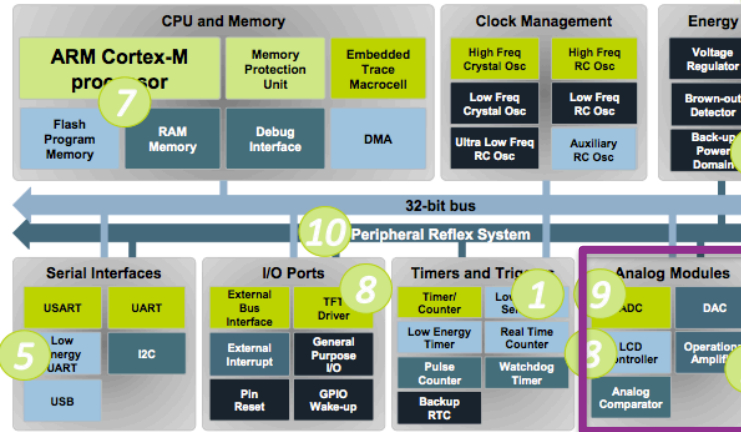 CPU and Memory
ARM Cortex-M
processor
Memory
Protection
Unit
Embedded
Trace
Macrocell
7
Flash
Program
Memory
RAM
Memory
Debug
Interface
DMA
Clock Management
High Freq
Crystal Osc
High Freq
RC Osc
Low Freq
Crystal Osc
Low Freq
RC Osc
Ultra Low Freq
RC Osc
Auxiliary
RC Osc
Energy
Voltage
Regulator
Brown-out
Detector
Back-up
Power
Domain
32-bit bus
10
Peripheral Reflex System
Serial Interfaces
USART
UART
5
Low
Energy
UART
I2C
USB
I/O Ports
External
Bus
Interface
TFT
Driver
8
External
Interrupt
General
Purpose
I/O
Pin
Reset
GPIO
Wake-up
Timers and Triggers
Timer/
Counter
1
Low Energy
Timer
Real Time
Counter
Pulse
Counter
Watchdog
Timer
Backup
RTC
Analog Modules
9
ADC
DAC
LCD
Controller
Operational
Amplifier
Analog
Comparator